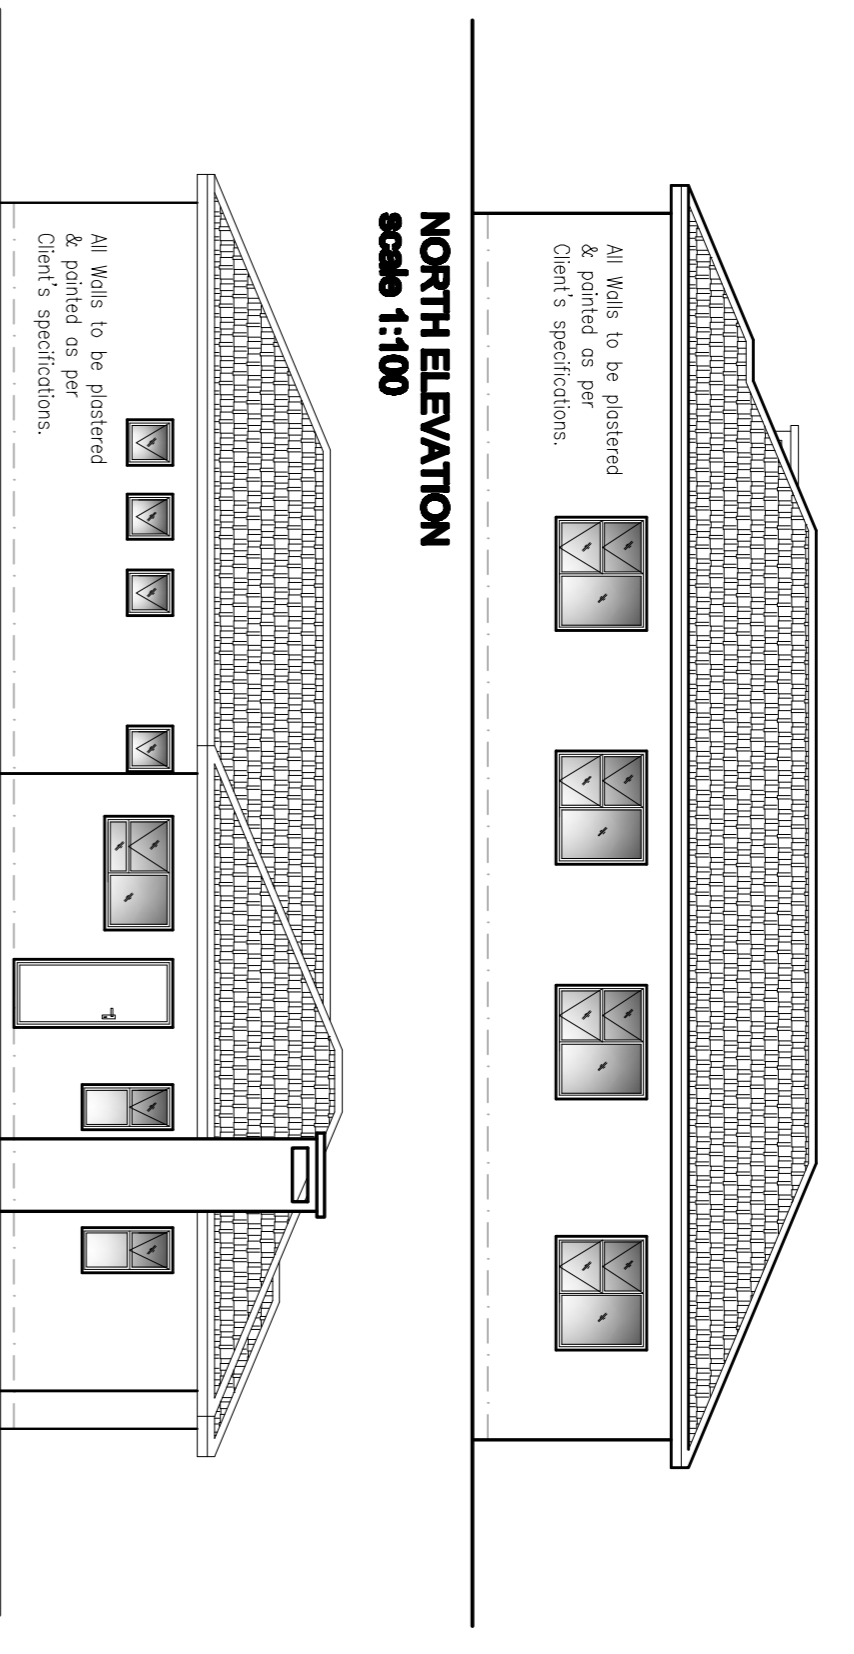 All Walls to be plastered
& painted as per
Client's specifications.
NORTH ELEVATION
scale 1:100
All Walls to be plastered
& painted as per
Client's specifications.